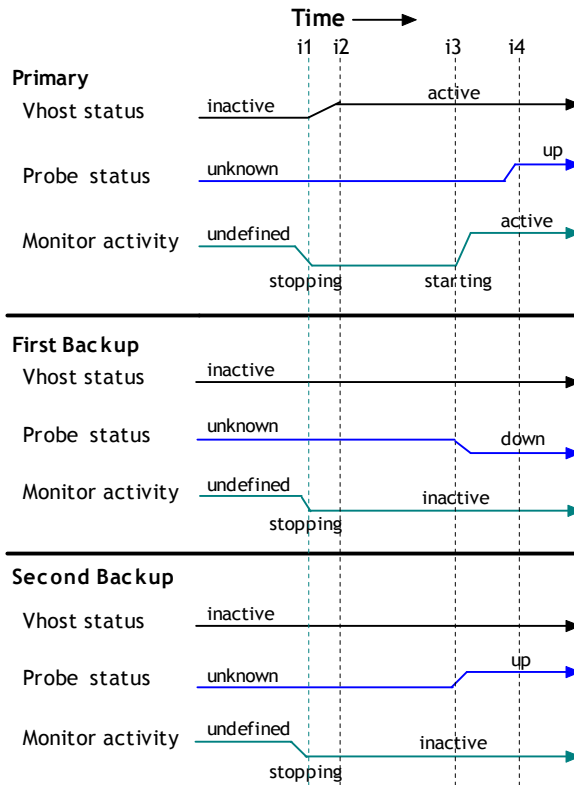 Time
i1 i2 i3 i4
Primary
active
Vhost status inactive
up
Probe status unknown
active
Monitor activity undefined
stopping starting
First Backup
Vhost status inactive
Probe status unknown down
Monitor activity undefined inactive
stopping
Second Backup
Vhost status inactive
Probe status unknown up
Monitor activity undefined inactive
stopping